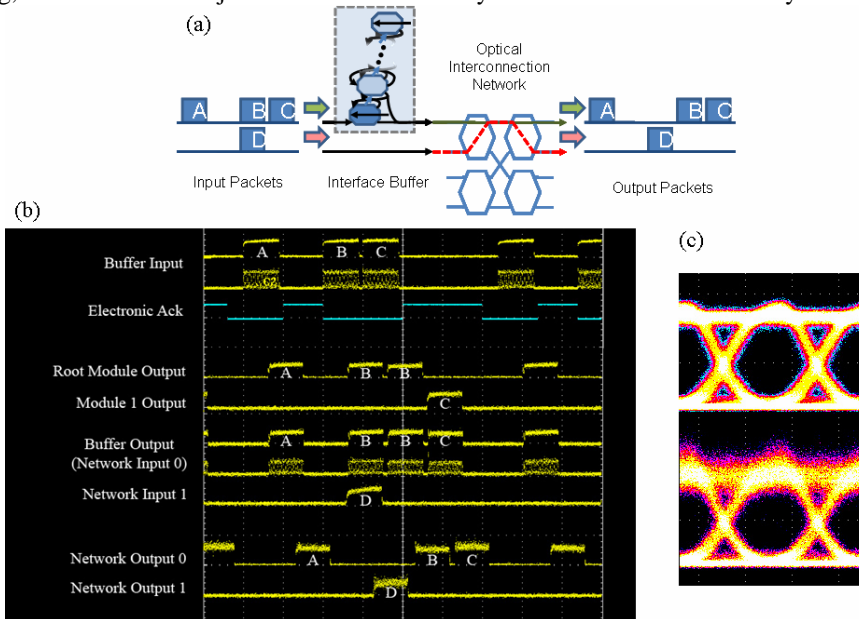 (a)
Optical
Interconnection
Network
A
B
C
D
A
B
C
D
Input Packets
Interface Buffer
Output Packets
(b)
(c)
Buffer Input
A
B
C
Electronic Ack
Root Module Output
A
B
B
Module 1 Output
C
Buffer Output
(Network Input 0)
A
B
B
C
Network Input 1
D
Network Output 0
A
B
C
Network Output 1
D